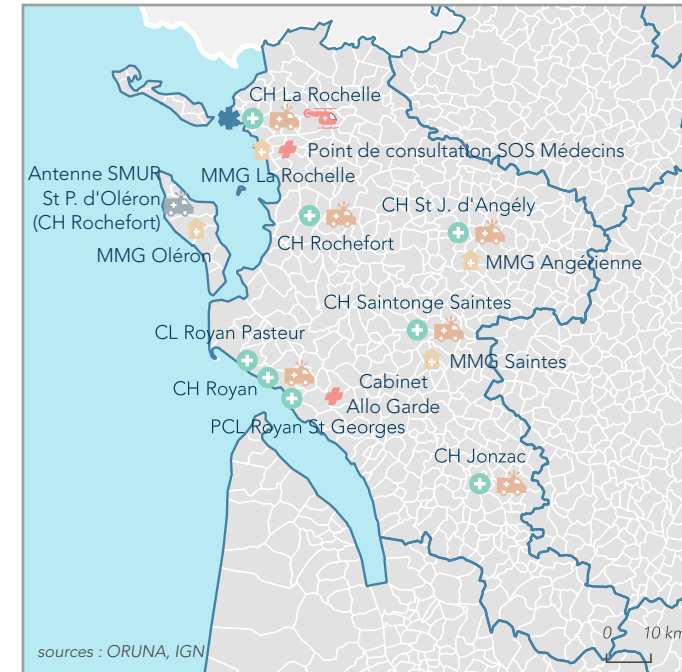 CH La Rochelle
Point de consultation SOS Médecins
MMG La Rochelle
Antenne SMUR
St P. d'Oléron
(CH Rochefort)
MMG Oléron
CH Rochefort
CH St J. d'Angély
MMG Angérienne
CH Saintonge Saintes
MMG Saintes
CL Royan Pasteur
CH Royan
Cabinet
Allo Garde
PCL Royan St Georges
CH Jonzac
sources : ORUNA, IGN
0 10 km